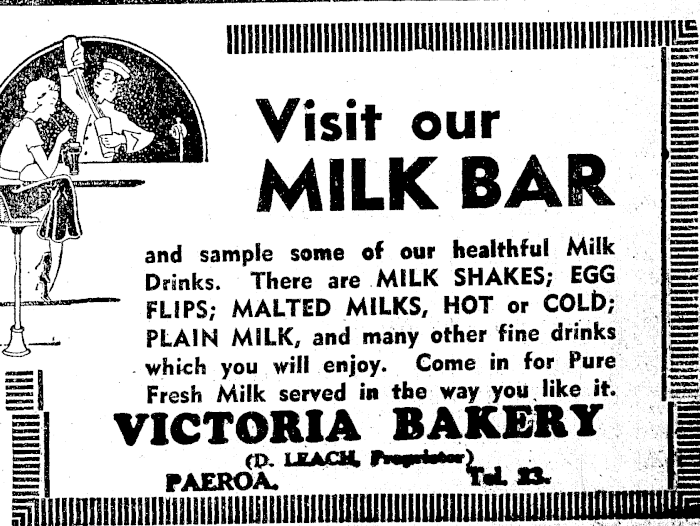 Visit our
MILK BAR
and sample some of our healthful Milk
Drinks. There are MILK SHAKES; EGG
FLIPS; MALTED MILKS, HOT or COLD;
PLAIN MILK, and many other fine drinks
which you will enjoy. Come in for Pure
Fresh Milk served in the way you like it.
VICTORIA BAKERY
(D. LEACH, Proprietor)
PAEROA. Tel. 23.